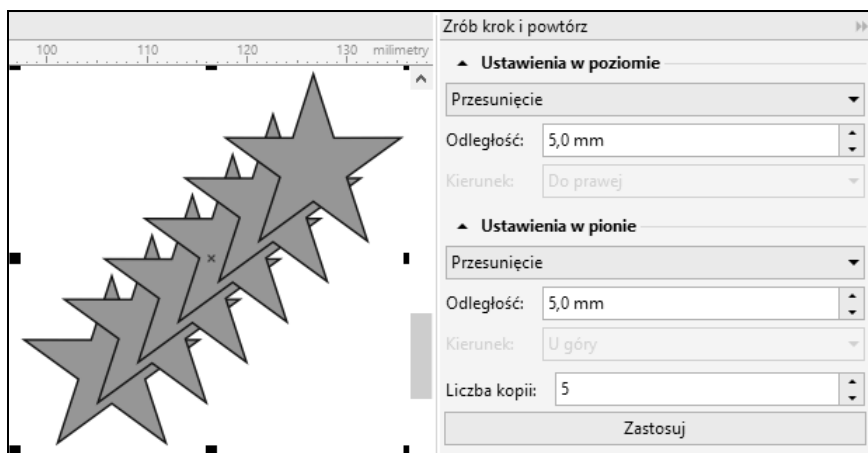 Zrób krok i powtórz
100 110 120 130 milimetry
Ustawienia w poziomie
Przesunięcie
Odległość: 5,0 mm
Kierunek: Do prawej
Ustawienia w pionie
Przesunięcie
Odległość: 5,0 mm
Kierunek: U góry
Liczba kopii: 5
Zastosuj